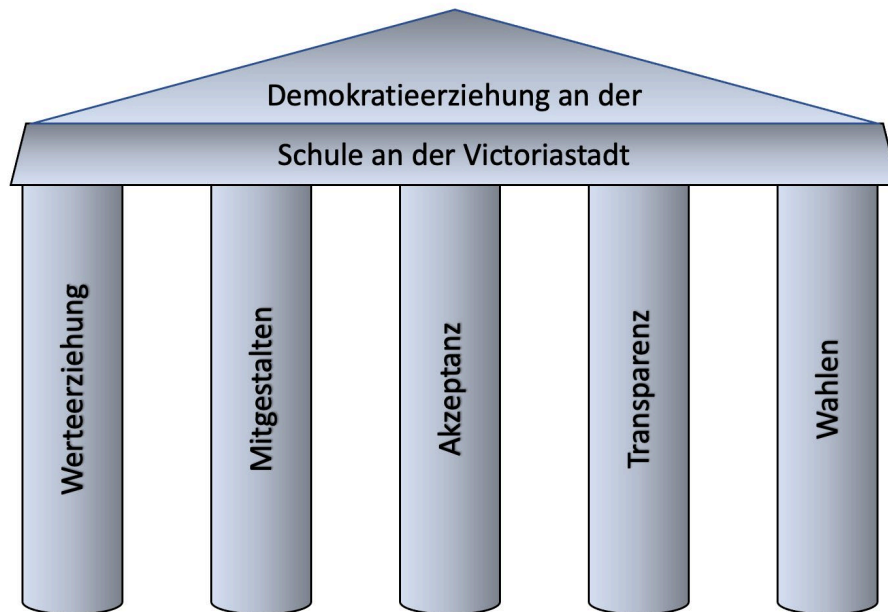 Demokratieerziehung an der
Schule an der Victoriastadt
Werteerziehung
Mitgestalten
Akzeptanz
Transparenz
Wahlen